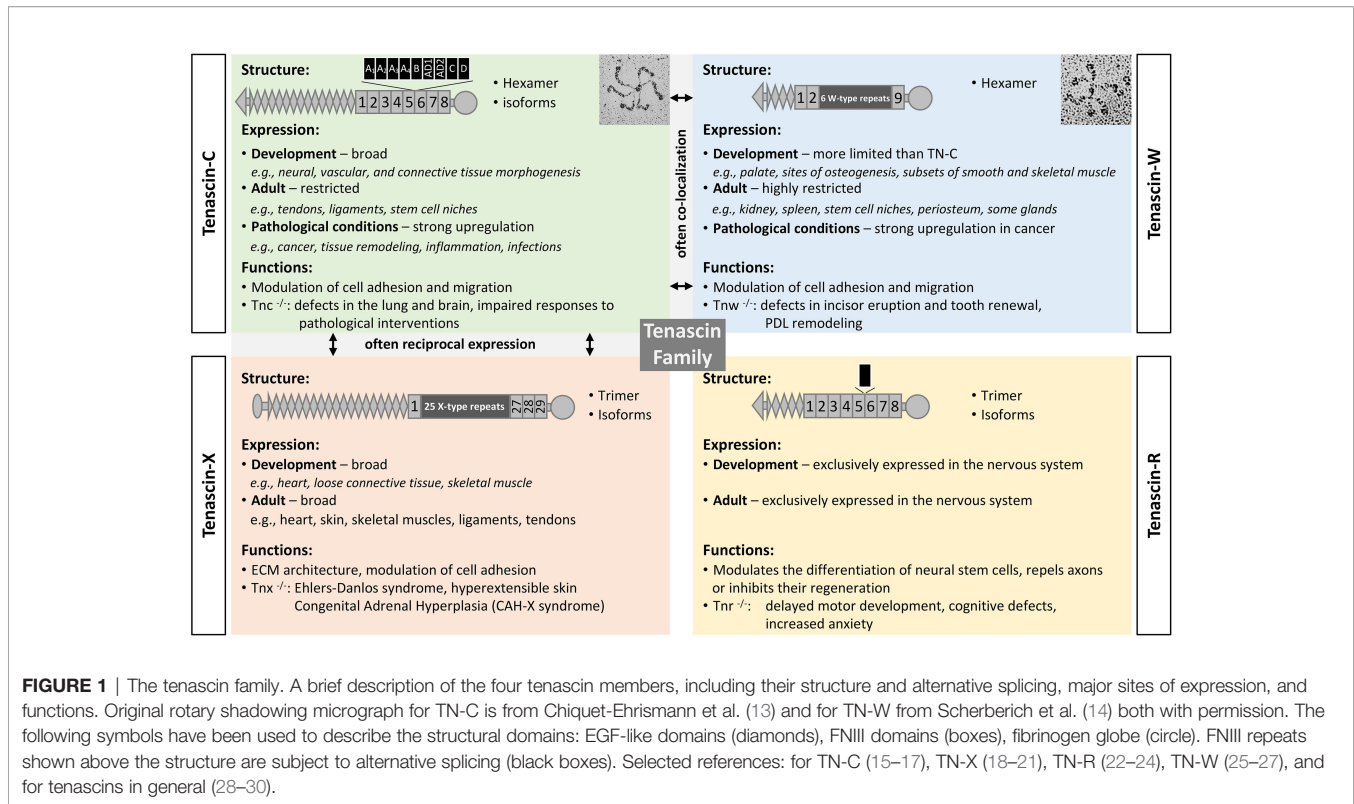 Tenascin-C
Structure:
A1 A2 A3 A4 B AD1 AD2 C D
1 2 3 4 5 6 7 8
• Hexamer
• isoforms
Expression:
• Development – broad
e.g., neural, vascular, and connective tissue morphogenesis
• Adult – restricted
e.g., tendons, ligaments, stem cell niches
• Pathological conditions – strong upregulation
e.g., cancer, tissue remodeling, inflammation, infections
Functions:
• Modulation of cell adhesion and migration
• Tnc -/-: defects in the lung and brain, impaired responses to
pathological interventions
often co-localization
Tenascin-W
Structure:
1 2 6 W-type repeats 9
• Hexamer
Expression:
• Development – more limited than TN-C
e.g., palate, sites of osteogenesis, subsets of smooth and skeletal muscle
• Adult – highly restricted
e.g., kidney, spleen, stem cell niches, periosteum, some glands
• Pathological conditions – strong upregulation in cancer
Functions:
• Modulation of cell adhesion and migration
• Tnw -/-: defects in incisor eruption and tooth renewal,
PDL remodeling
often reciprocal expression
Tenascin
Family
Tenascin-X
Structure:
1 25 X-type repeats 27 28 29
• Trimer
• Isoforms
Expression:
• Development – broad
e.g., heart, loose connective tissue, skeletal muscle
• Adult – broad
e.g., heart, skin, skeletal muscles, ligaments, tendons
Functions:
• ECM architecture, modulation of cell adhesion
• Tnx -/-: Ehlers-Danlos syndrome, hyperextensible skin
Congenital Adrenal Hyperplasia (CAH-X syndrome)
Tenascin-R
Structure:
1 2 3 4 5 6 7 8
• Trimer
• Isoforms
Expression:
• Development – exclusively expressed in the nervous system
• Adult – exclusively expressed in the nervous system
Functions:
• Modulates the differentiation of neural stem cells, repels axons
or inhibits their regeneration
• Tnr -/-: delayed motor development, cognitive defects,
increased anxiety
FIGURE 1 | The tenascin family. A brief description of the four tenascin members, including their structure and alternative splicing, major sites of expression, and
functions. Original rotary shadowing micrograph for TN-C is from Chiquet-Ehrismann et al. (13) and for TN-W from Scherberich et al. (14) both with permission. The
following symbols have been used to describe the structural domains: EGF-like domains (diamonds), FNIII domains (boxes), fibrinogen globe (circle). FNIII repeats
shown above the structure are subject to alternative splicing (black boxes). Selected references: for TN-C (15–17), TN-X (18–21), TN-R (22–24), TN-W (25–27), and
for tenascins in general (28–30).